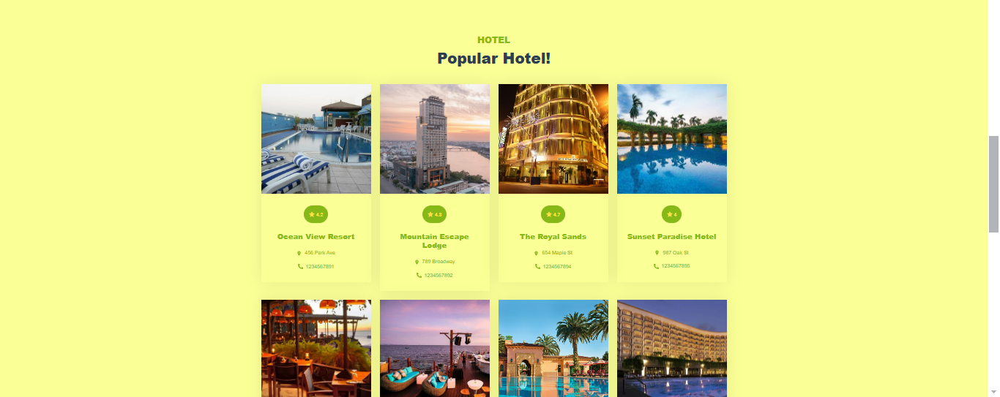 HOTEL
Popular Hotel!
4.2
Ocean View Resort
456 Park Ave
1234567891
4.8
Mountain Escape
Lodge
789 Broadway
1234567892
4.7
The Royal Sands
654 Maple St
1234567894
4
Sunset Paradise Hotel
987 Oak St
1234567895